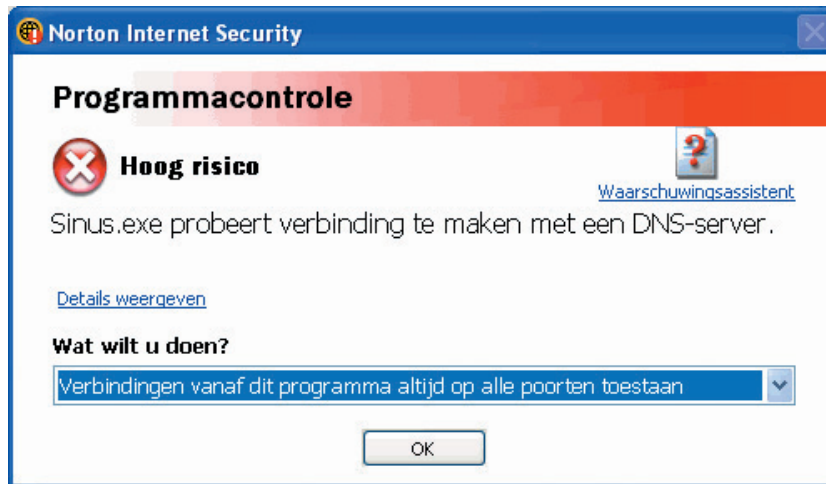 Norton Internet Security
Programmacontrole
Hoog risico
Waarschuwingsassistent
Sinus.exe probeert verbinding te maken met een DNS-server.
Details weergeven
Wat wilt u doen?
Verbindingen vanaf dit programma altijd op alle poorten toestaan
OK